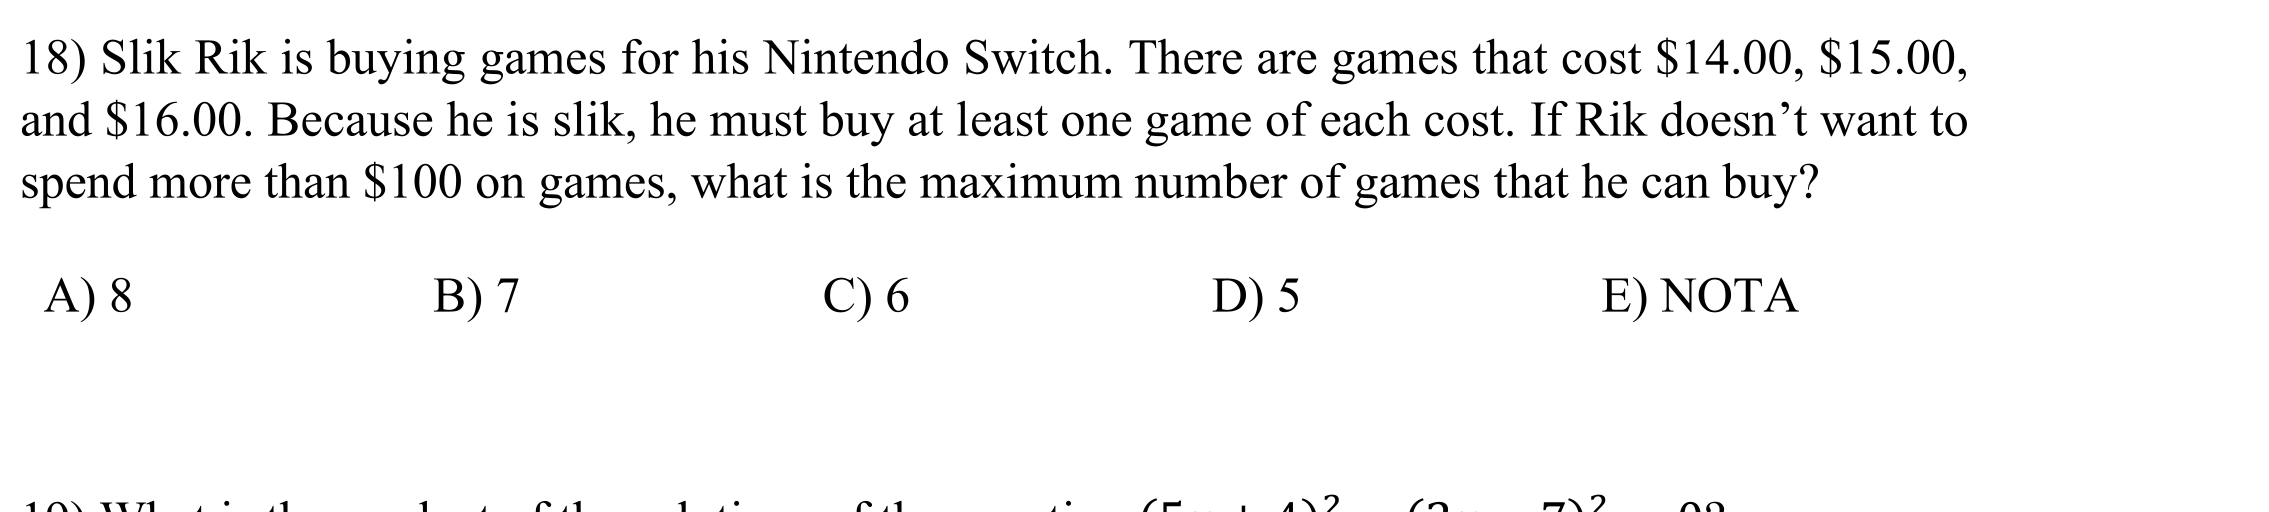 18) Slik Rik is buying games for his Nintendo Switch. There are games that cost $14.00, $15.00,
and $16.00. Because he is slik, he must buy at least one game of each cost. If Rik doesn’t want to
spend more than $100 on games, what is the maximum number of games that he can buy?
A) 8 B) 7 C) 6 D) 5 E) NOTA